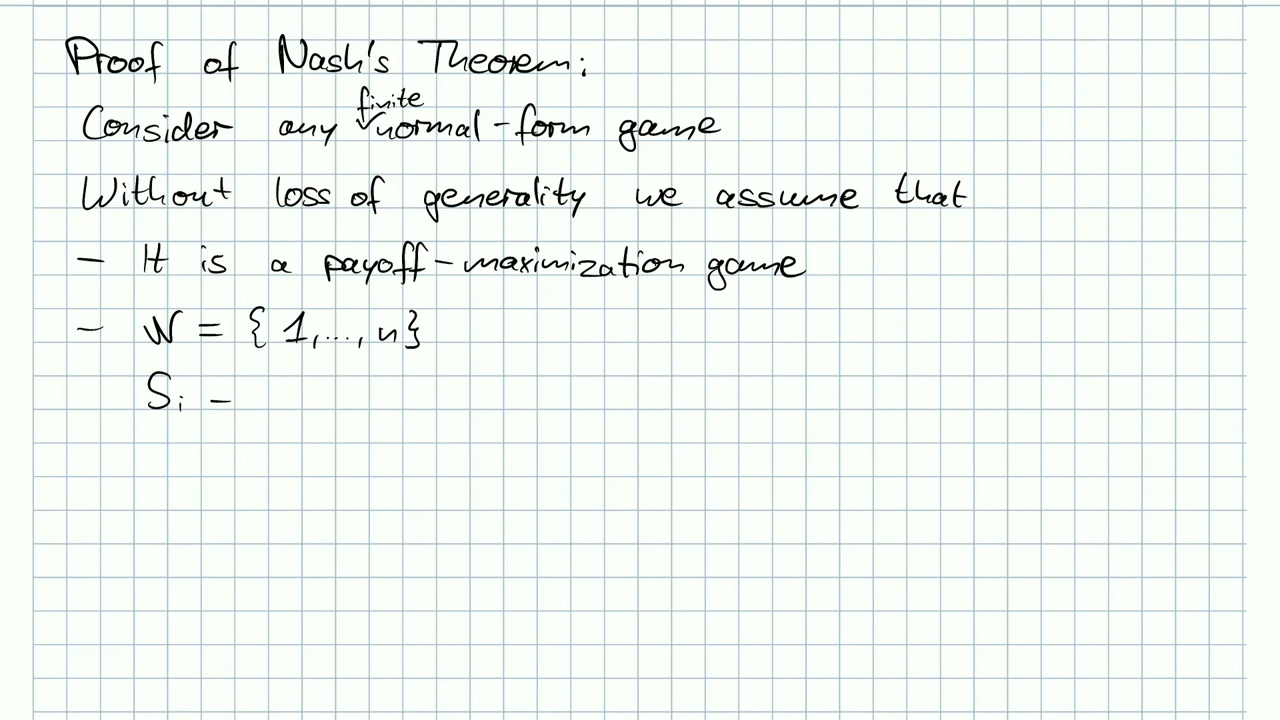 Proof of Nash's Theorem:
Consider any finite normal-form game
Without loss of generality we assume that
- It is a payoff-maximization game
- N = { 1,..., n}
Si -